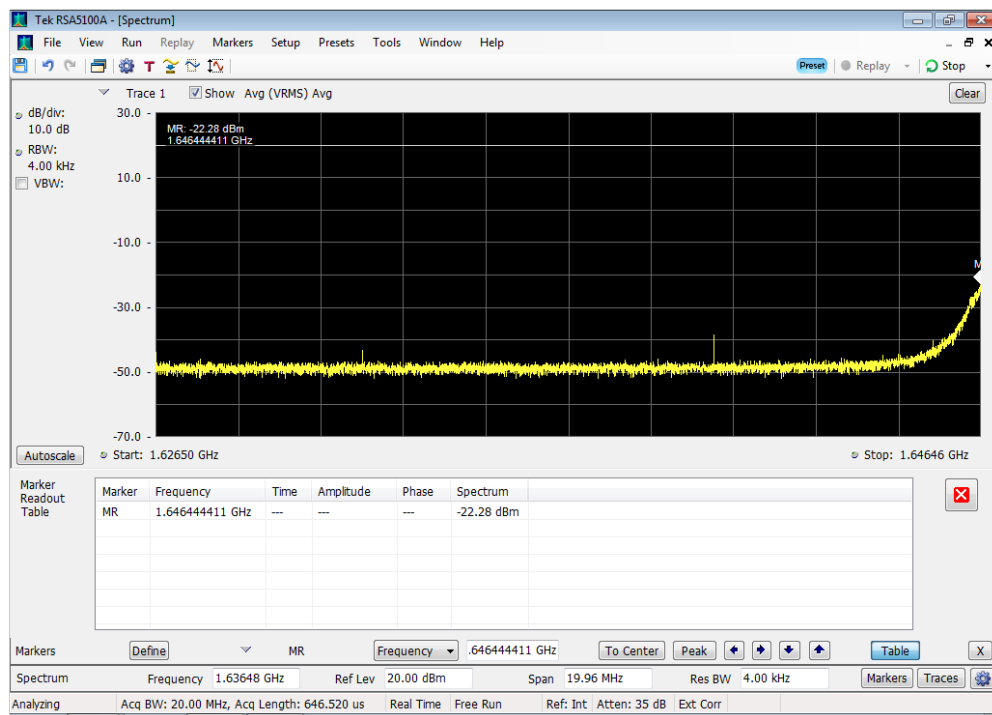 Tek RSA5100A - [Spectrum]
File View Run Replay Markers Setup Presets Tools Window Help
T Preset Replay Stop
Trace 1 Show Avg (VRMS) Avg Clear
dB/div:
10.0 dB
RBW:
4.00 kHz
VBW:
30.0
MR: -22.28 dBm
1.646444411 GHz
10.0
-10.0
M
-30.0
-50.0
-70.0
Autoscale Start: 1.62650 GHz Stop: 1.64646 GHz
Marker
Readout
Table
Marker Frequency Time Amplitude Phase Spectrum
MR 1.646444411 GHz --- --- --- -22.28 dBm
Markers Define MR Frequency .646444411 GHz To Center Peak Table X
Spectrum Frequency 1.63648 GHz Ref Lev 20.00 dBm Span 19.96 MHz Res BW 4.00 kHz Markers Traces
Analyzing Acq BW: 20.00 MHz, Acq Length: 646.520 us Real Time Free Run Ref: Int Atten: 35 dB Ext Corr